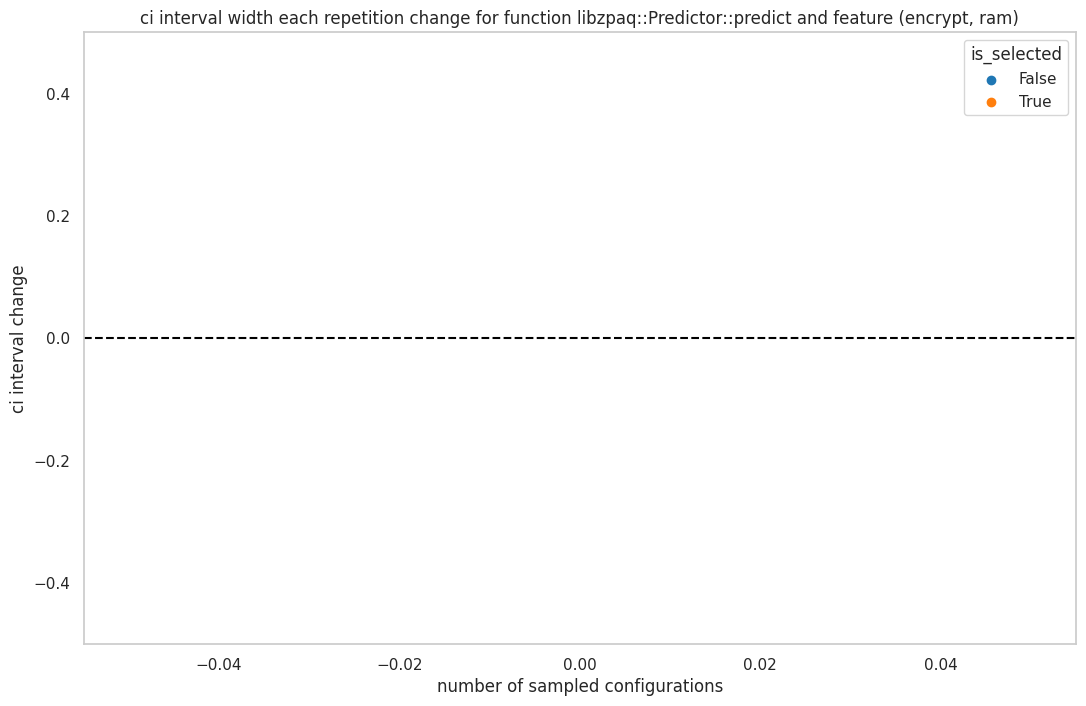 ci interval width each repetition change for function libzpaq::Predictor::predict and feature (encrypt, ram)
is_selected
False
True
0.4
0.2
0.0
−0.2
−0.4
ci interval change
−0.04
−0.02
0.00
0.02
0.04
number of sampled configurations